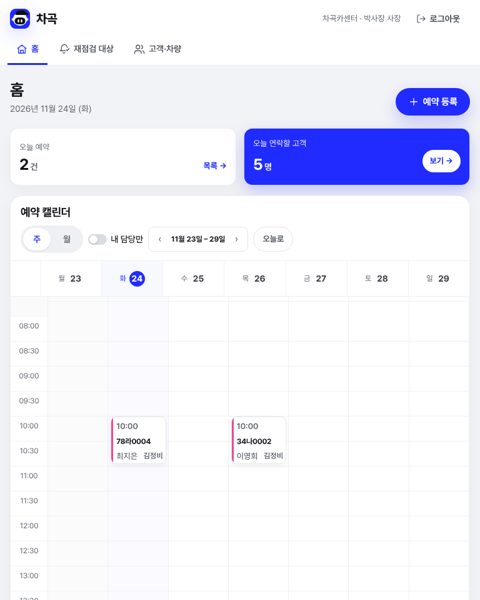 차곡
차곡카센터 · 박사장 사장
로그아웃
홈
재점검 대상
고객·차량
홈
2026년 11월 24일 (화)
+ 예약 등록
오늘 예약
2건
목록 →
오늘 연락할 고객
5명
보기 →
예약 캘린더
주
월
내 담당만
‹ 11월 23일 – 29일 ›
오늘로
월 23
화 24
수 25
목 26
금 27
토 28
일 29
08:00
08:30
09:00
09:30
10:00
10:00
78라0004
최지은 김정비
10:00
34나0002
이영희 김정비
10:30
11:00
11:30
12:00
12:30
13:00